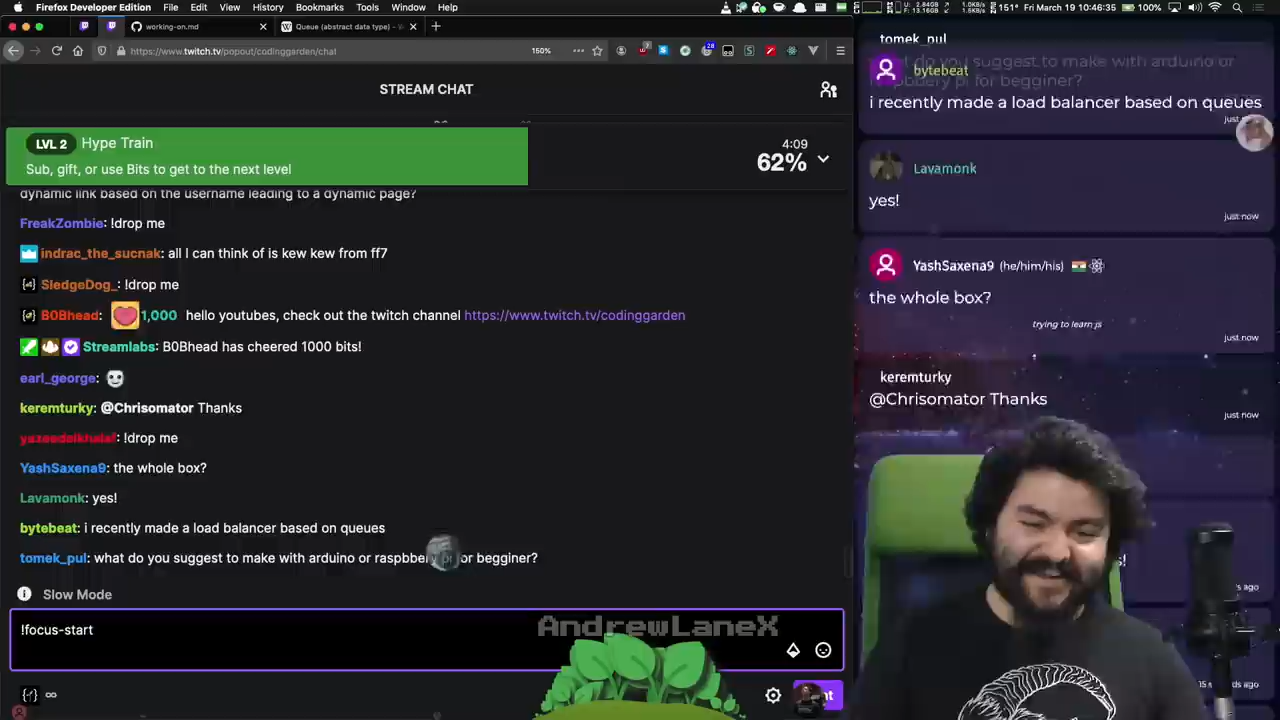 Firefox Developer Edition File Edit View History Bookmarks Tools Window Help
151° Fri March 19 10:46:35 100%
working-on.md
Queue (abstract data type) - W
https://www.twitch.tv/popout/codinggarden/chat
150%
STREAM CHAT
LVL 2 Hype Train
Sub, gift, or use Bits to get to the next level
4:09
62%
dynamic link based on the username leading to a dynamic page?
FreakZombie: !drop me
indrac_the_sucnak: all I can think of is kew kew from ff7
SledgeDog_: !drop me
B0Bhead: 1,000 hello youtubes, check out the twitch channel https://www.twitch.tv/codinggarden
Streamlabs: B0Bhead has cheered 1000 bits!
earl_george:
keremturky: @Chrisomator Thanks
yazeedelkhalaf: !drop me
YashSaxena9: the whole box?
Lavamonk: yes!
bytebeat: i recently made a load balancer based on queues
tomek_pul: what do you suggest to make with arduino or raspbbery pi for begginer?
Slow Mode
!focus-start
AndrewLaneX
tomek_pul
bytebeat
i recently made a load balancer based on queues
Lavamonk
yes!
just now
YashSaxena9 (he/him/his)
the whole box?
trying to learn js
just now
keremturky
@Chrisomator Thanks
just now